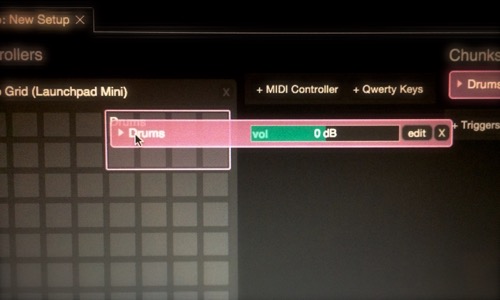 : New Setup X
rollers
Chunks
Grid (Launchpad Mini) X
+ MIDI Controller + Qwerty Keys
Drums
Drums
Drums vol 0 dB edit X
+ Triggers